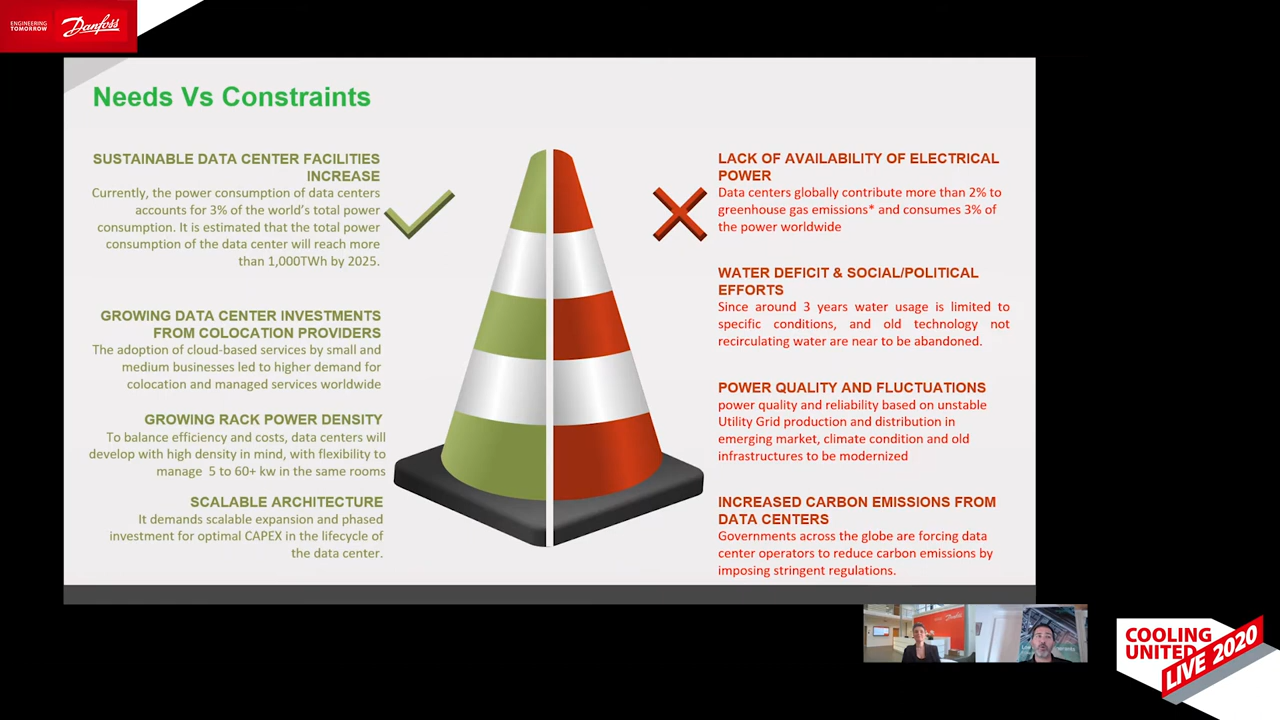 ENGINEERING
TOMORROW
Danfoss
Needs Vs Constraints
SUSTAINABLE DATA CENTER FACILITIES
INCREASE
Currently, the power consumption of data centers
accounts for 3% of the world's total power
consumption. It is estimated that the total power
consumption of the data center will reach more
than 1,000TWh by 2025.
GROWING DATA CENTER INVESTMENTS
FROM COLOCATION PROVIDERS
The adoption of cloud-based services by small and
medium businesses led to higher demand for
colocation and managed services worldwide
GROWING RACK POWER DENSITY
To balance efficiency and costs, data centers will
develop with high density in mind, with flexibility to
manage 5 to 60+ kw in the same rooms
SCALABLE ARCHITECTURE
It demands scalable expansion and phased
investment for optimal CAPEX in the lifecycle of
the data center.
LACK OF AVAILABILITY OF ELECTRICAL
POWER
Data centers globally contribute more than 2% to
greenhouse gas emissions* and consumes 3% of
the power worldwide
WATER DEFICIT & SOCIAL/POLITICAL
EFFORTS
Since around 3 years water usage is limited to
specific conditions, and old technology not
recirculating water are near to be abandoned.
POWER QUALITY AND FLUCTUATIONS
power quality and reliability based on unstable
Utility Grid production and distribution in
emerging market, climate condition and old
infrastructures to be modernized
INCREASED CARBON EMISSIONS FROM
DATA CENTERS
Governments across the globe are forcing data
center operators to reduce carbon emissions by
imposing stringent regulations.
Danfoss
COOLING
UNITED
LIVE 2020